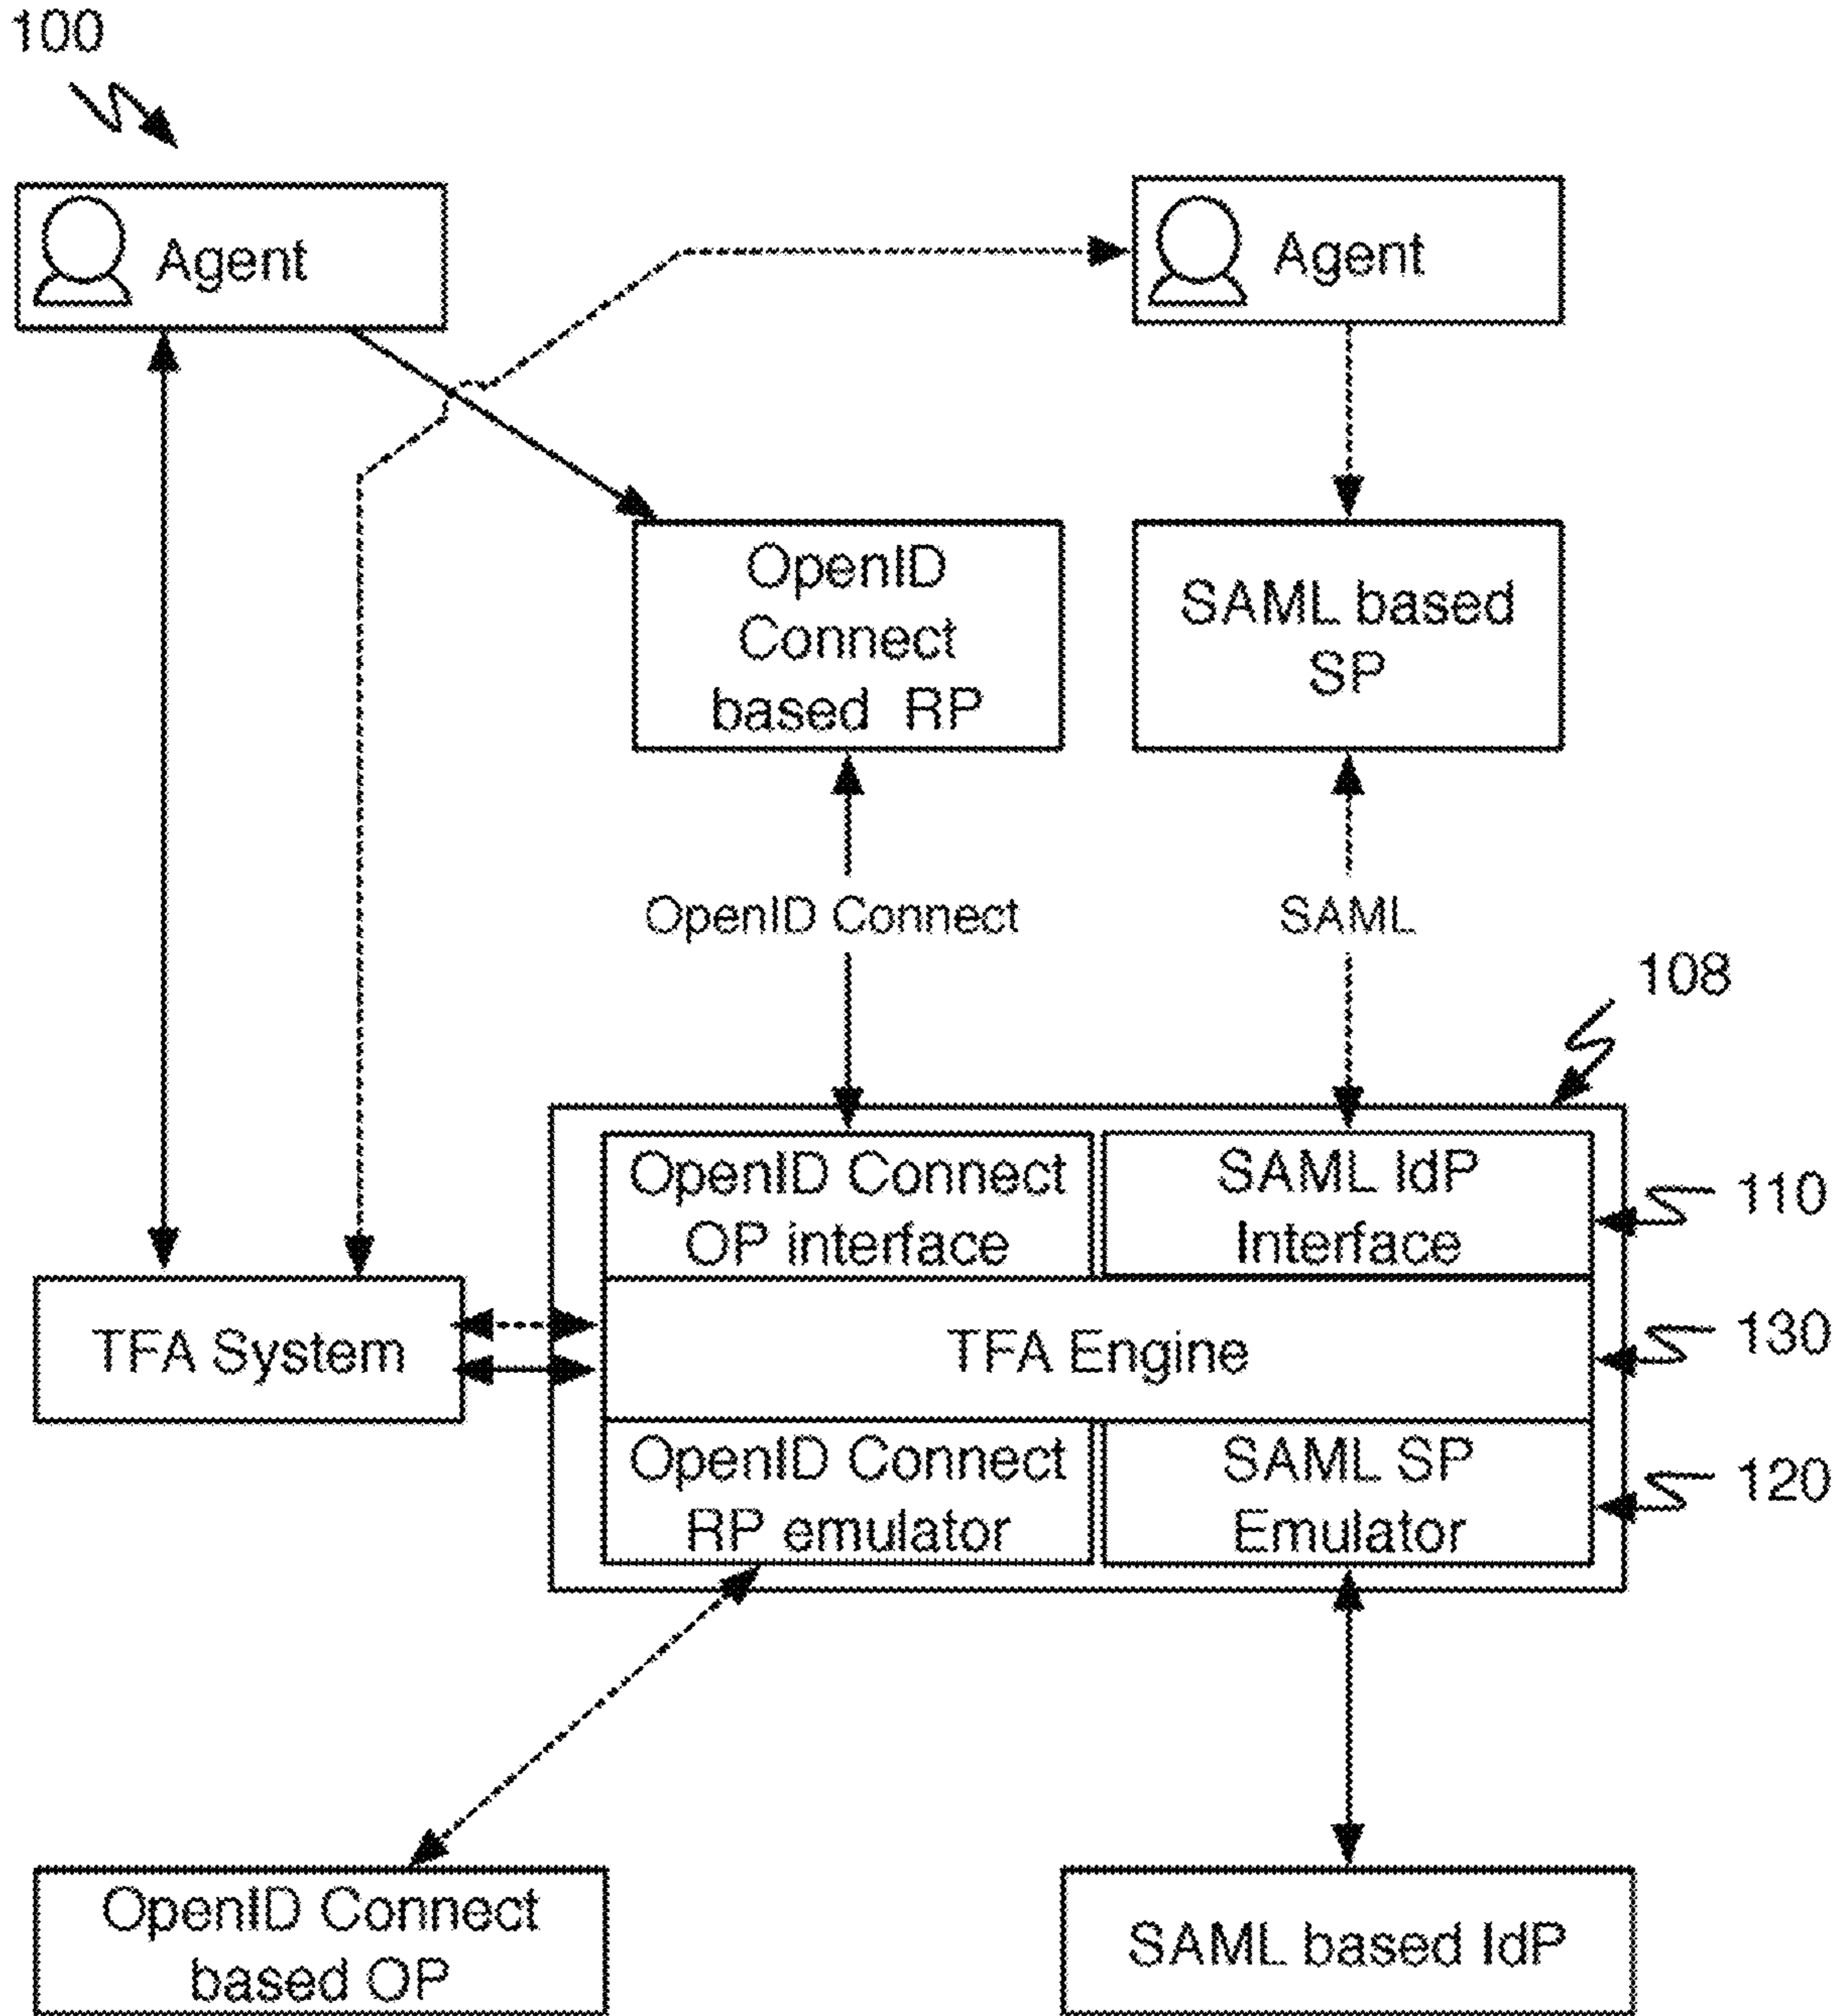 100
Agent
Agent
OpenID
Connect
based RP
SAML based
SP
OpenID Connect
SAML
108
OpenID Connect
OP interface
SAML IdP
Interface
110
TFA System
TFA Engine
130
OpenID Connect
RP emulator
SAML SP
Emulator
120
OpenID Connect
based OP
SAML based IdP